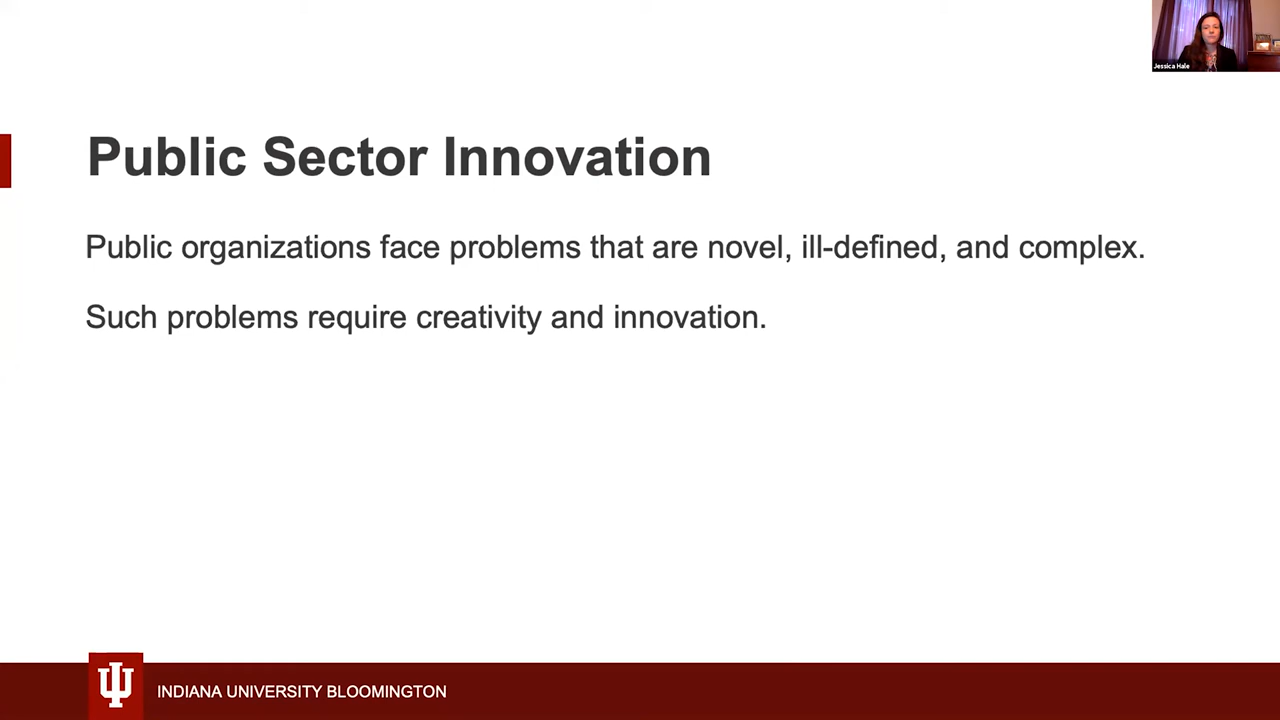 Jessica Hale
Public Sector Innovation
Public organizations face problems that are novel, ill-defined, and complex.
Such problems require creativity and innovation.
INDIANA UNIVERSITY BLOOMINGTON